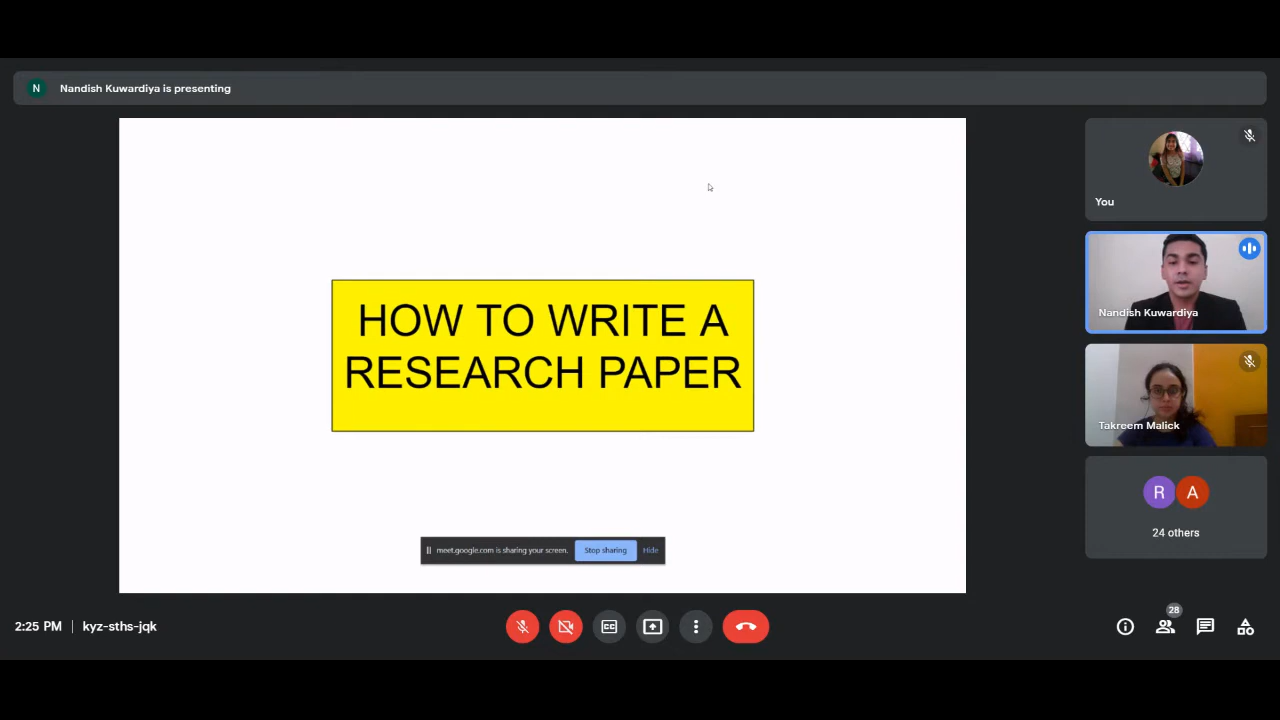 N Nandish Kuwardiya is presenting
You
HOW TO WRITE A
RESEARCH PAPER
Nandish Kuwardiya
Takreem Malick
R A
24 others
meet.google.com is sharing your screen. Stop sharing Hide
2:25 PM | kyz-sths-jqk
CC
28